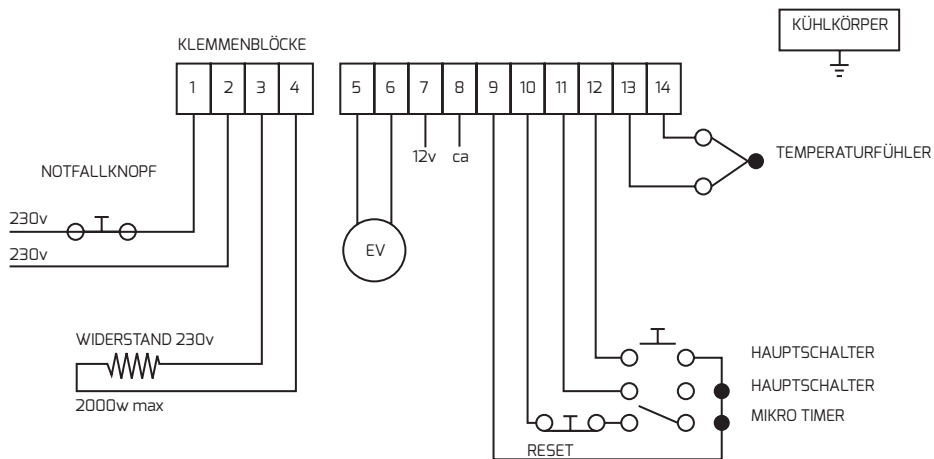 KÜHLKÖRPER
KLEMMENBLÖCKE
1 2 3 4 5 6 7 8 9 10 11 12 13 14
12v ca
TEMPERATURFÜHLER
NOTFALLKNOPF
230v
230v
EV
WIDERSTAND 230v
2000w max
HAUPTSCHALTER
HAUPTSCHALTER
MIKRO TIMER
RESET